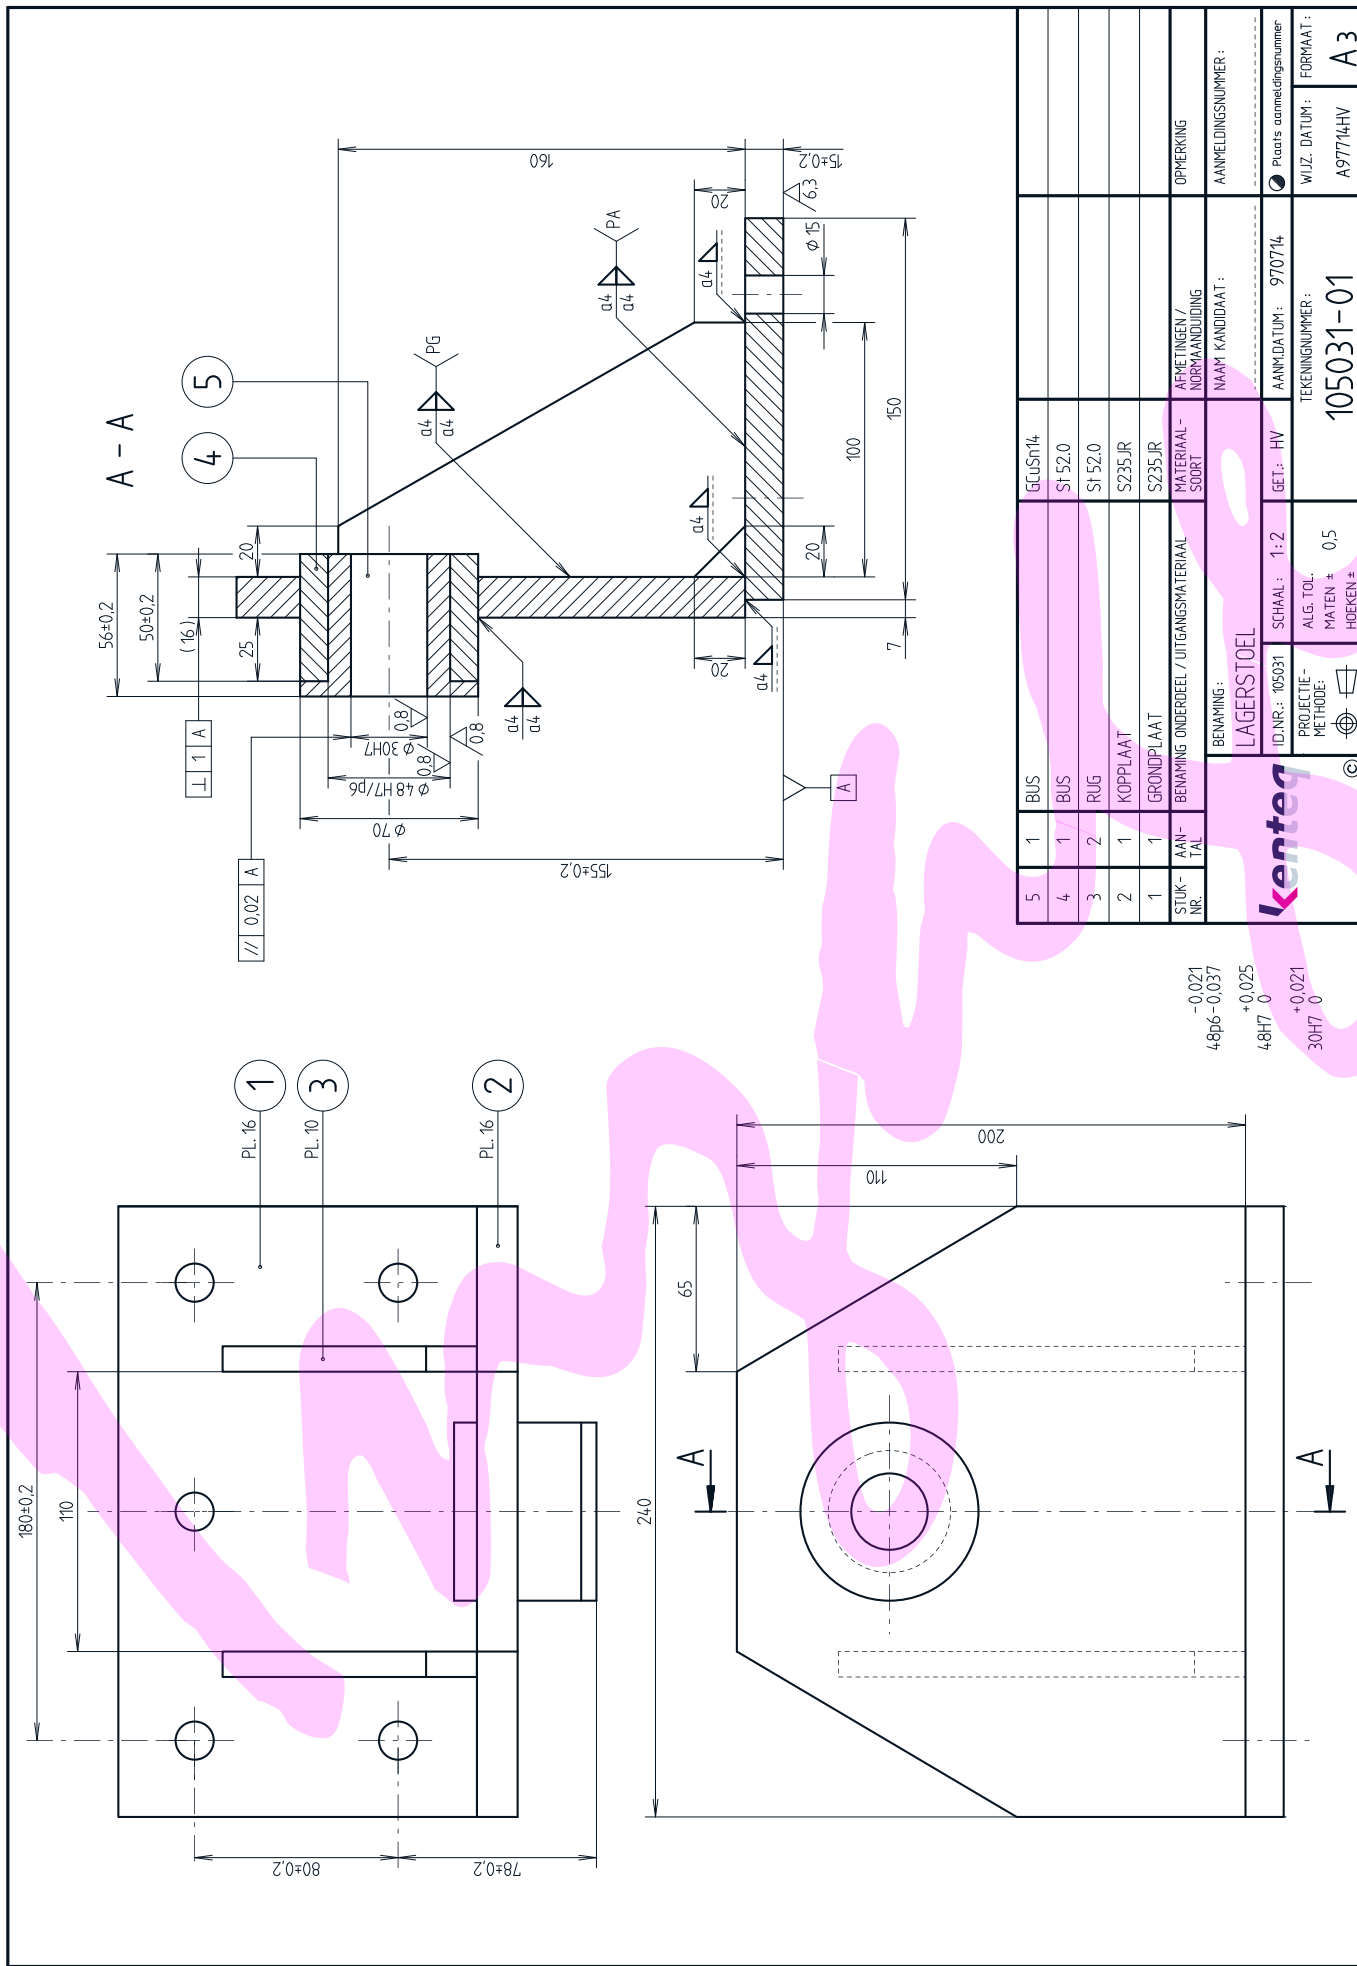 A - A
4
5
56±0,2
50±0,2
(16)
20
25
⊥ 1 A
// 0,02 A
0,8
0,8
0,8
Ø 30H7
Ø 48 H7/p6
Ø 70
155±0,2
160
15±0,2
6,3
20
20
20
Ø 15
150
100
7
A
PG
a4
a4
PA
a4
a4
a4
a4
a4
a4
a4
1
3
2
PL. 16
PL. 10
PL. 16
180±0,2
110
80±0,2
78±0,2
240
65
110
200
A
A
48p6 -0,021
-0,037
48H7 +0,025
0
30H7 +0,021
0
5 1 BUS GCuSn14
4 1 BUS St 52.0
3 2 RUG St 52.0
2 1 KOPPLAAT S235JR
1 1 GRONDPLAAT S235JR
STUK-NR. AAN-TAL BENAMING ONDERDEEL / UITGANGSMATERIAAL MATERIAAL-SOORT AFMETINGEN / NORMAANDUIDING OPMERKING
BENAMING:
LAGERSTOEL
NAAM KANDIDAAT:
AANMELDINGSNUMMER:
ID.NR.: 105031 SCHAAL: 1:2 GET.: HV AANM.DATUM: 970714 Plaats aanmeldingsnummer
PROJECTIE-METHODE:
ALG. TOL.
MATEN ± 0,5
HOEKEN ±
TEKENINGNUMMER:
105031-01
WIJZ. DATUM:
A97714HV
FORMAAT:
A3
kenteq
©